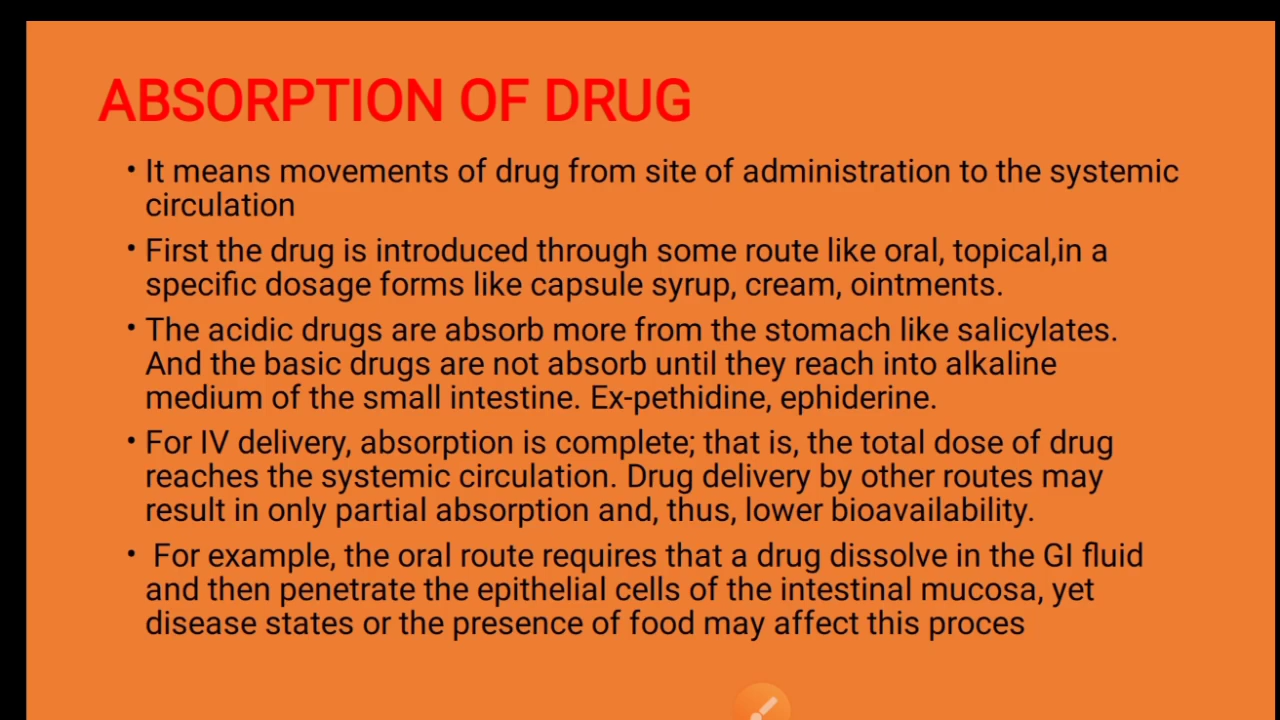 ABSORPTION OF DRUG
• It means movements of drug from site of administration to the systemic
circulation
• First the drug is introduced through some route like oral, topical,in a
specific dosage forms like capsule syrup, cream, ointments.
• The acidic drugs are absorb more from the stomach like salicylates.
And the basic drugs are not absorb until they reach into alkaline
medium of the small intestine. Ex-pethidine, ephiderine.
• For IV delivery, absorption is complete; that is, the total dose of drug
reaches the systemic circulation. Drug delivery by other routes may
result in only partial absorption and, thus, lower bioavailability.
• For example, the oral route requires that a drug dissolve in the GI fluid
and then penetrate the epithelial cells of the intestinal mucosa, yet
disease states or the presence of food may affect this proces